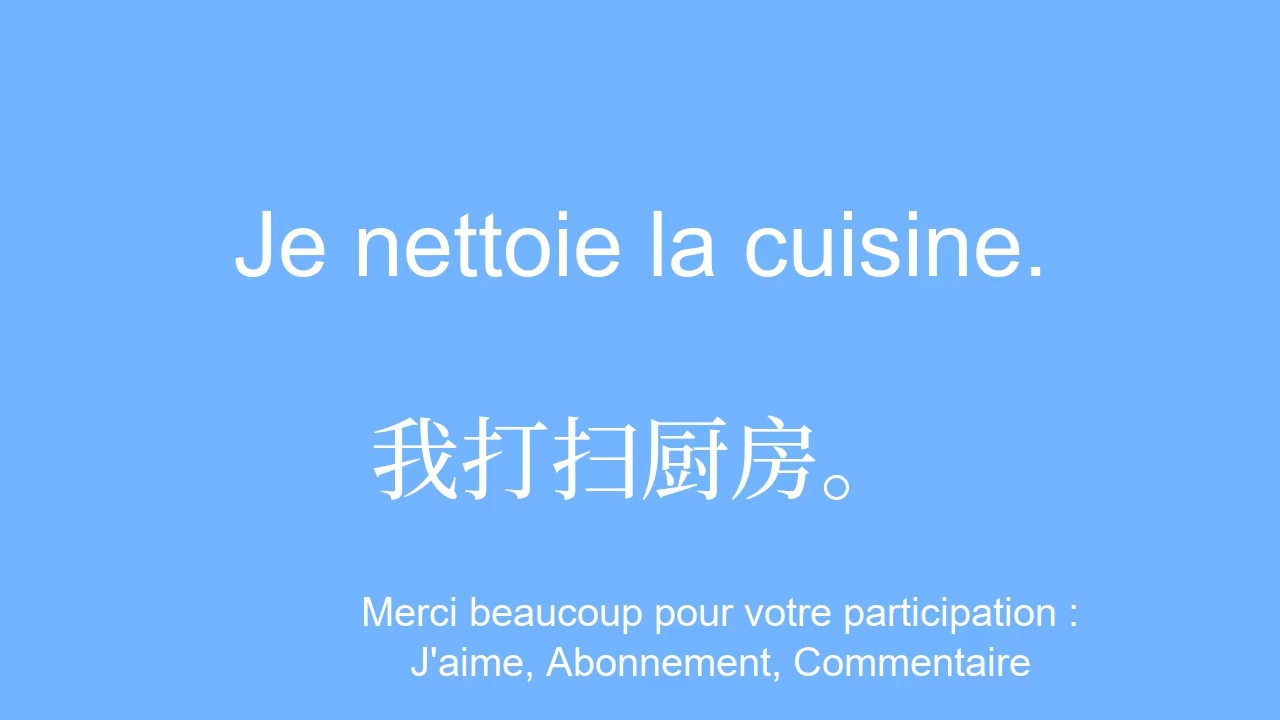 Je nettoie la cuisine.
我打扫厨房。
Merci beaucoup pour votre participation :
J'aime, Abonnement, Commentaire